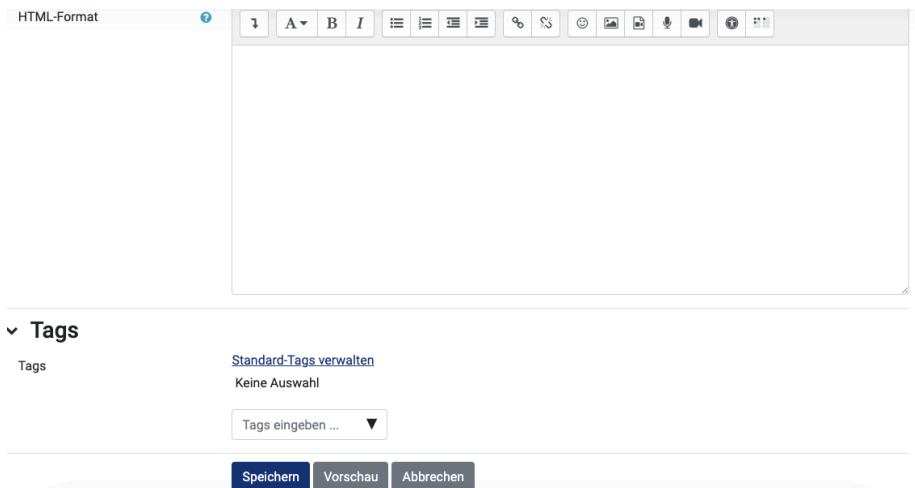 HTML-Format
A B I
Tags
Tags
Standard-Tags verwalten
Keine Auswahl
Tags eingeben ...
Speichern Vorschau Abbrechen